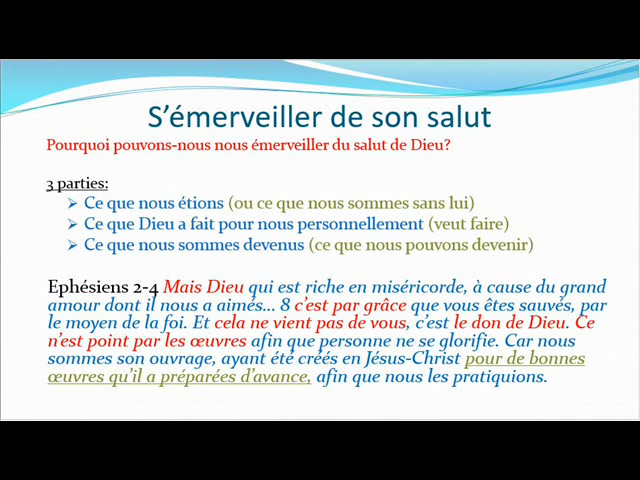 S’émerveiller de son salut
Pourquoi pouvons-nous nous émerveiller du salut de Dieu?
3 parties:
➢ Ce que nous étions (ou ce que nous sommes sans lui)
➢ Ce que Dieu a fait pour nous personnellement (veut faire)
➢ Ce que nous sommes devenus (ce que nous pouvons devenir)
Ephésiens 2-4 Mais Dieu qui est riche en miséricorde, à cause du grand
amour dont il nous a aimés... 8 c’est par grâce que vous êtes sauvés, par
le moyen de la foi. Et cela ne vient pas de vous, c’est le don de Dieu. Ce
n’est point par les œuvres afin que personne ne se glorifie. Car nous
sommes son ouvrage, ayant été créés en Jésus-Christ pour de bonnes
œuvres qu’il a préparées d’avance, afin que nous les pratiquions.